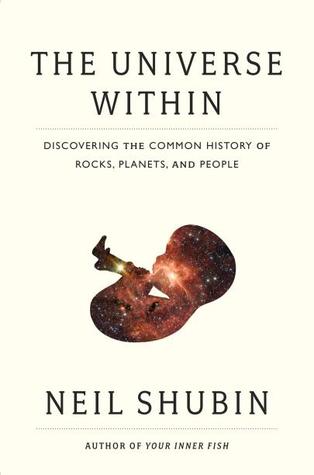 THE UNIVERSE
WITHIN
DISCOVERING THE COMMON HISTORY OF
ROCKS, PLANETS, AND PEOPLE
NEIL SHUBIN
AUTHOR OF YOUR INNER FISH